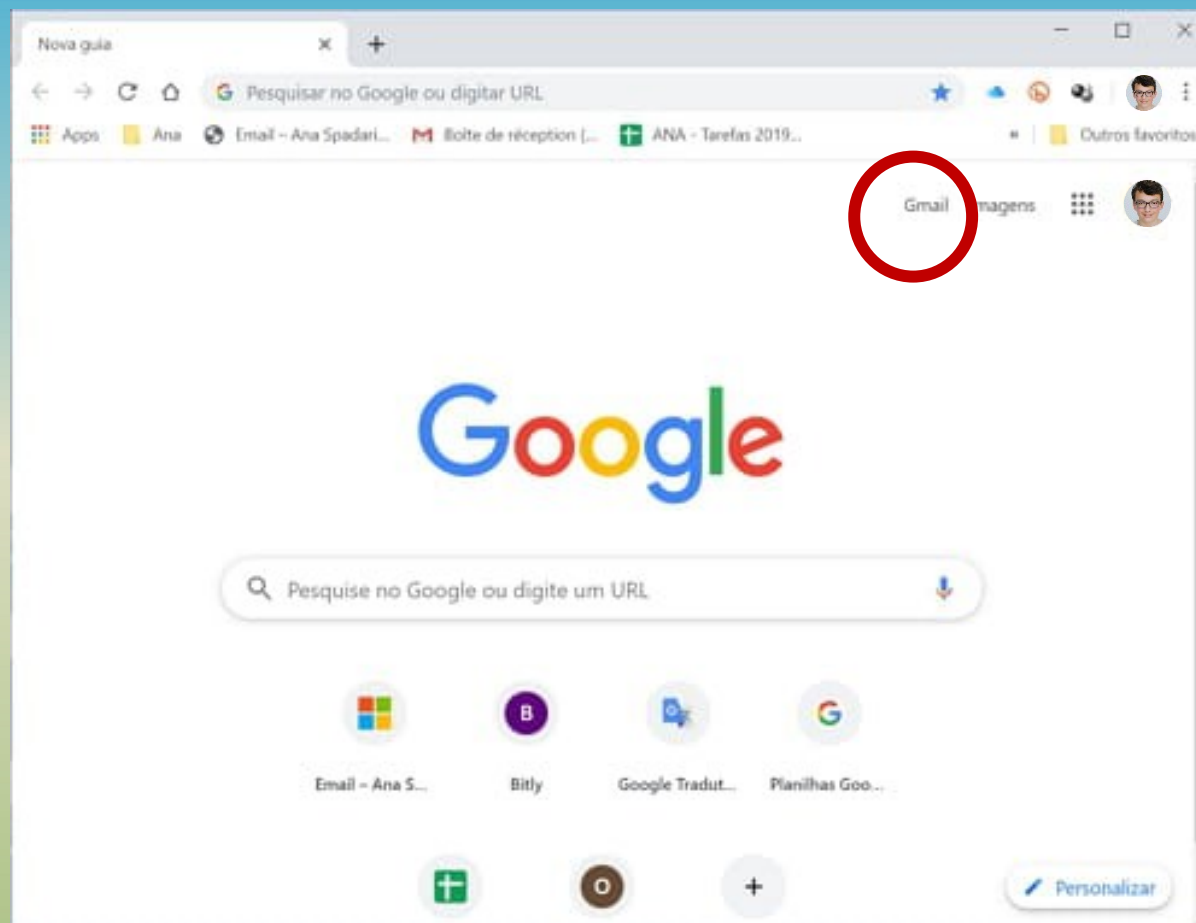 Nova guia
Pesquisar no Google ou digitar URL
Apps Ana Email – Ana Spadari... Boîte de réception (... ANA - Tarefas 2019... » Outros favoritos
Gmail magens
Google
Pesquise no Google ou digite um URL
B
Email – Ana S... Bitly Google Tradut... Planilhas Goo...
O
Personalizar